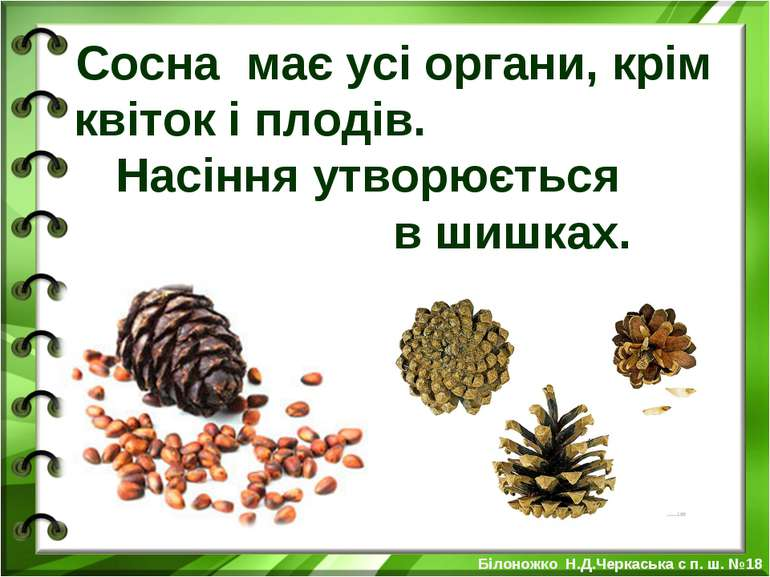 Сосна має усі органи, крім
квіток і плодів.
Насіння утворюється
в шишках.
Білоножко Н.Д.Черкаська с п. ш. №18